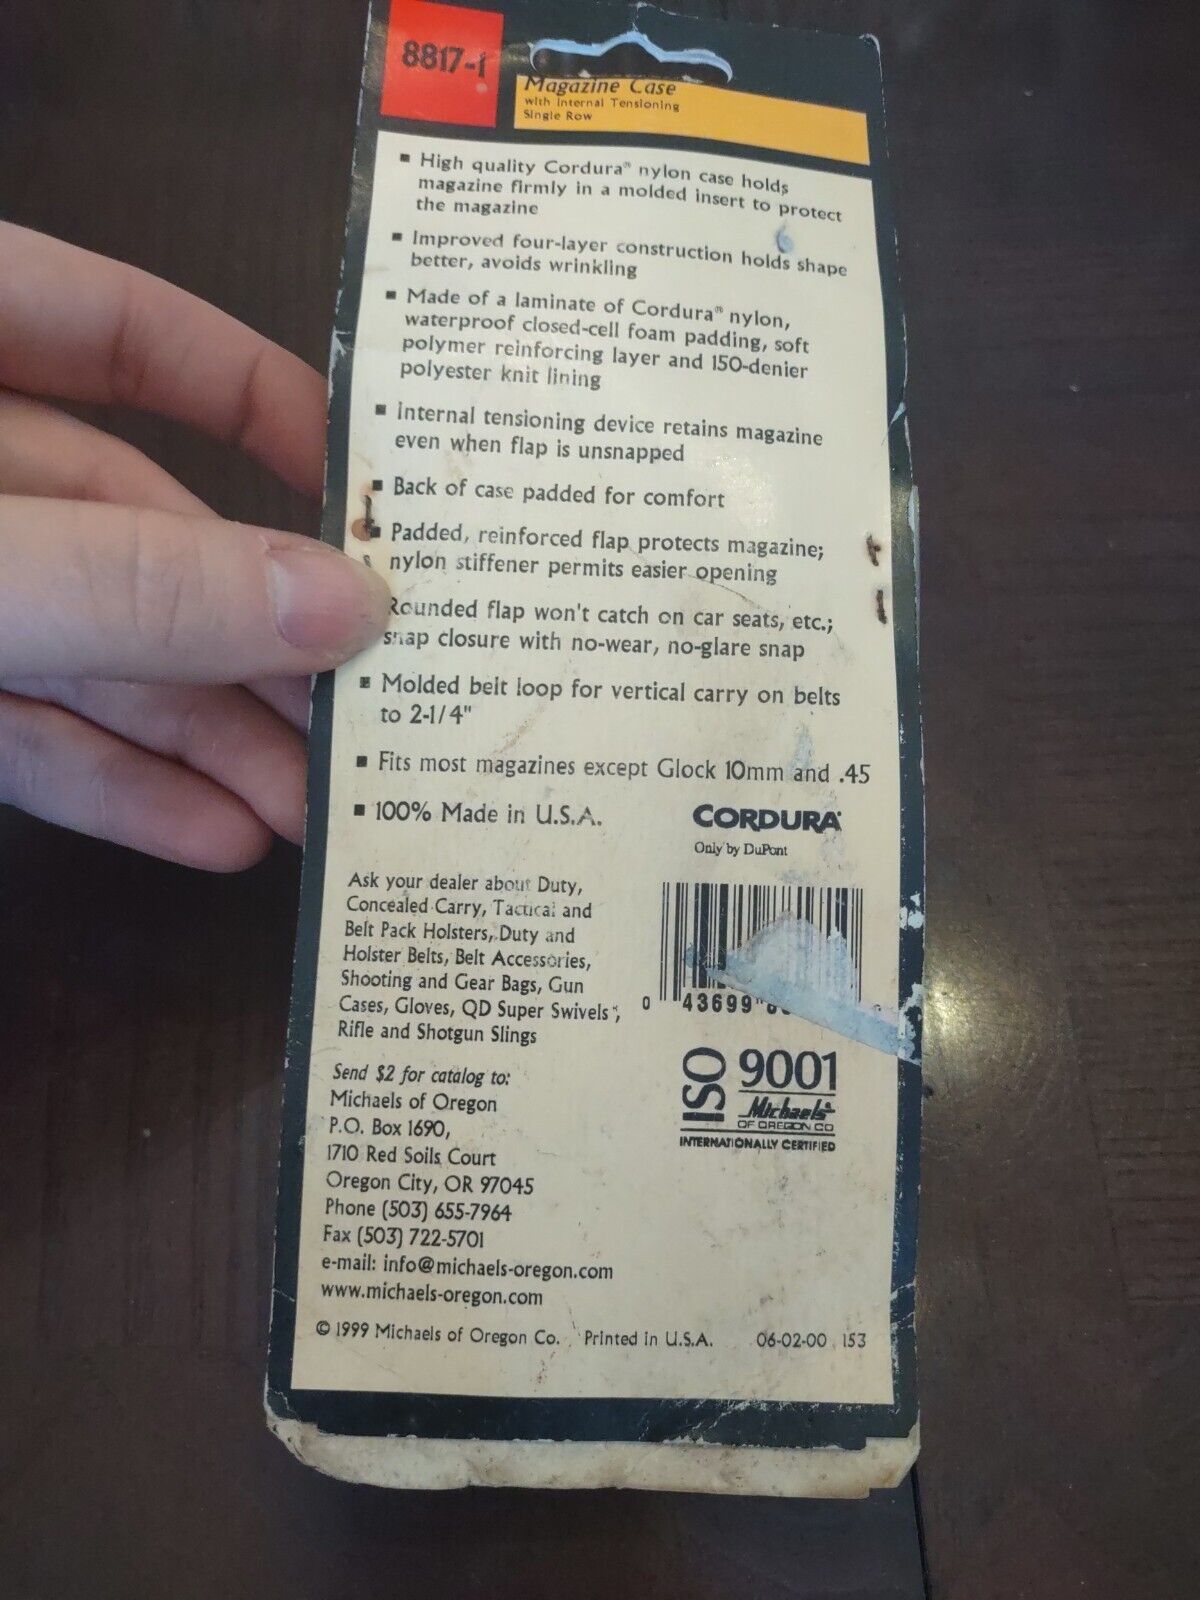 8817-1
Magazine Case
with Internal Tensioning
Single Row
▪ High quality Cordura® nylon case holds
magazine firmly in a molded insert to protect
the magazine
▪ Improved four-layer construction holds shape
better, avoids wrinkling
▪ Made of a laminate of Cordura® nylon,
waterproof closed-cell foam padding, soft
polymer reinforcing layer and 150-denier
polyester knit lining
▪ Internal tensioning device retains magazine
even when flap is unsnapped
▪ Back of case padded for comfort
▪ Padded, reinforced flap protects magazine;
nylon stiffener permits easier opening
Rounded flap won't catch on car seats, etc.;
snap closure with no-wear, no-glare snap
▪ Molded belt loop for vertical carry on belts
to 2-1/4"
▪ Fits most magazines except Glock 10mm and .45
▪ 100% Made in U.S.A.
CORDURA
Only by DuPont
Ask your dealer about Duty,
Concealed Carry, Tactical and
Belt Pack Holsters, Duty and
Holster Belts, Belt Accessories,
Shooting and Gear Bags, Gun
Cases, Gloves, QD Super Swivels™,
Rifle and Shotgun Slings
0 43699
ISO 9001
Michaels
OF OREGON CO
INTERNATIONALLY CERTIFIED
Send $2 for catalog to:
Michaels of Oregon
P.O. Box 1690,
1710 Red Soils Court
Oregon City, OR 97045
Phone (503) 655-7964
Fax (503) 722-5701
e-mail: info@michaels-oregon.com
www.michaels-oregon.com
© 1999 Michaels of Oregon Co. Printed in U.S.A. 06-02-00 153